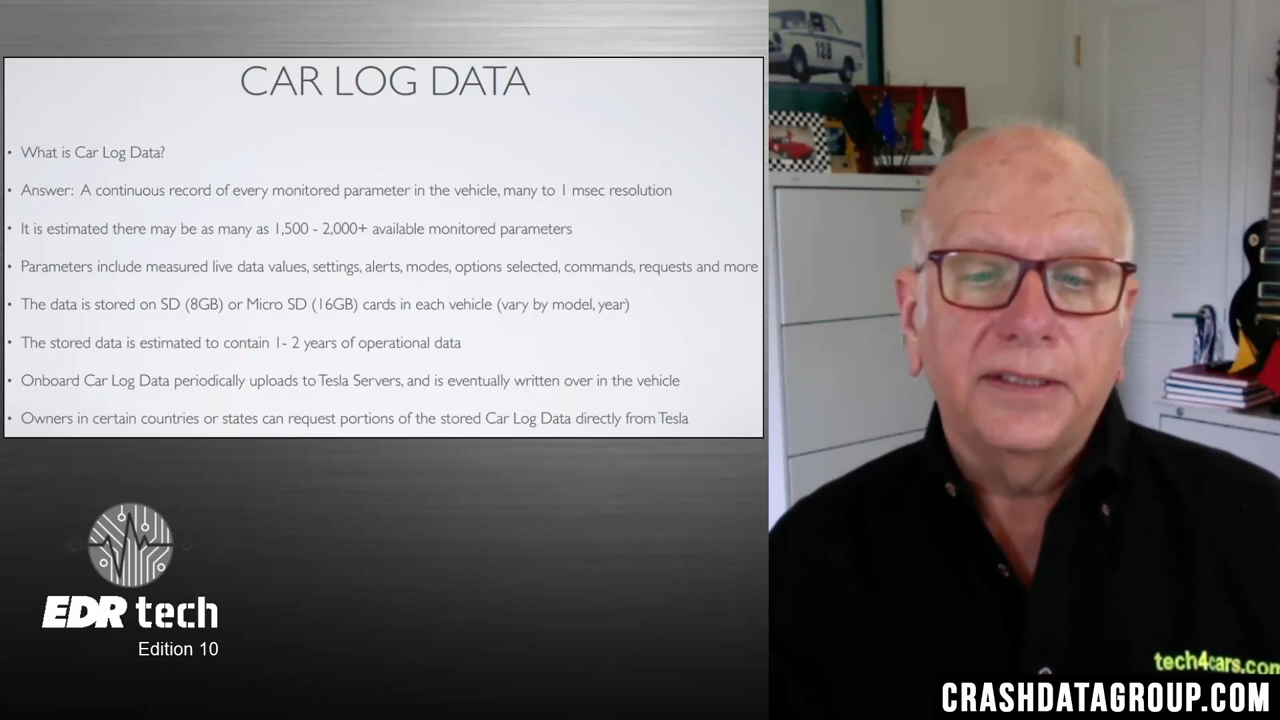 CAR LOG DATA
• What is Car Log Data?
• Answer: A continuous record of every monitored parameter in the vehicle, many to 1 msec resolution
• It is estimated there may be as many as 1,500 - 2,000+ available monitored parameters
• Parameters include measured live data values, settings, alerts, modes, options selected, commands, requests and more
• The data is stored on SD (8GB) or Micro SD (16GB) cards in each vehicle (vary by model, year)
• The stored data is estimated to contain 1- 2 years of operational data
• Onboard Car Log Data periodically uploads to Tesla Servers, and is eventually written over in the vehicle
• Owners in certain countries or states can request portions of the stored Car Log Data directly from Tesla
EDR tech
Edition 10
128
tech4cars.com
CRASHDATAGROUP.COM